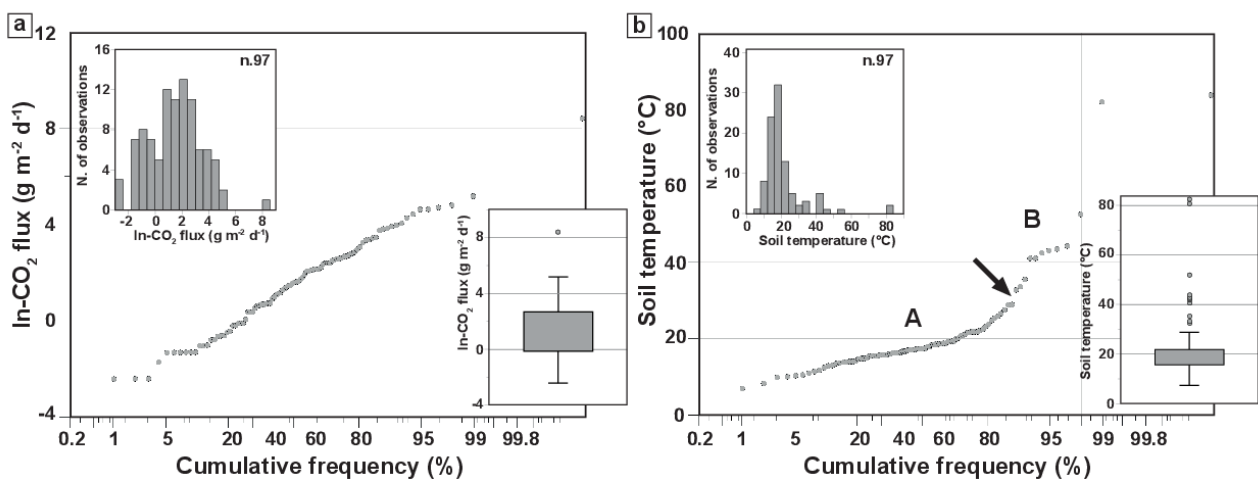 a
12
8
4
0
-4
ln-CO2 flux (g m-2 d-1)
0.2 1 5 20 40 60 80 95 99 99.8
Cumulative frequency (%)
n.97
16
12
8
4
0
N. of observations
-2 0 2 4 6 8
ln-CO2 flux (g m-2 d-1)
8
4
0
-4
ln-CO2 flux (g m-2 d-1)
b
100
80
60
40
20
0
Soil temperature (°C)
0.2 1 5 20 40 60 80 95 99 99.8
Cumulative frequency (%)
A
B
n.97
40
30
20
10
0
N. of observations
20 40 60 80
Soil temperature (°C)
80
60
40
20
0
Soil temperature (°C)